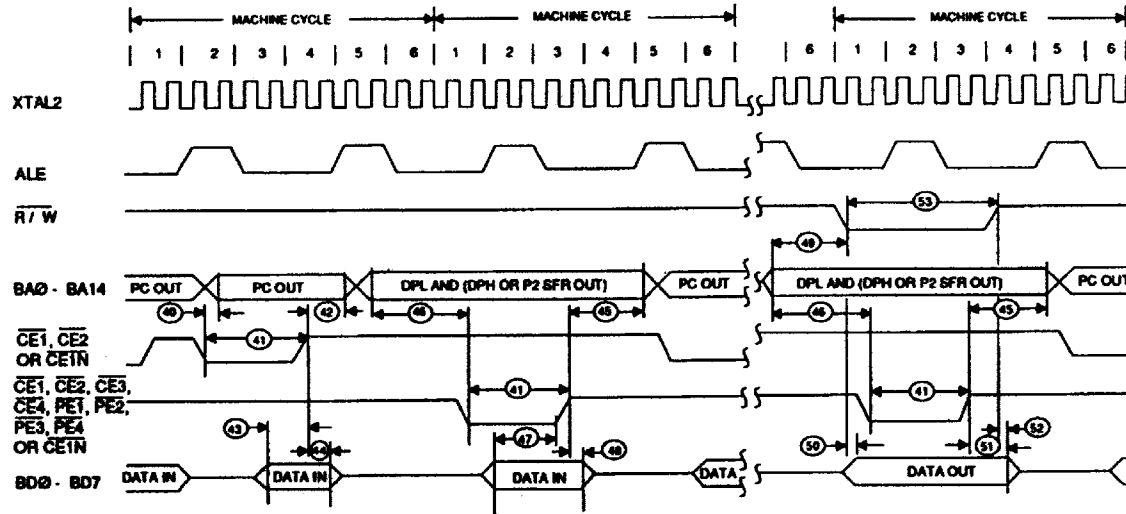 MACHINE CYCLE MACHINE CYCLE MACHINE CYCLE
1 2 3 4 5 6 1 2 3 4 5 6 6 1 2 3 4 5 6
XTAL2
ALE
R / W
53
49
BAØ - BA14 PC OUT PC OUT DPL AND (DPH OR P2 SFR OUT) PC OUT DPL AND (DPH OR P2 SFR OUT) PC OUT
40 42 46 45 46 45
CE1, CE2
OR CE1N
41
CE1, CE2, CE3,
CE4, PE1, PE2,
PE3, PE4
OR CE1N
41 41
43 44 47 48 50 51 52
BDØ - BD7 DATA IN DATA IN DATA IN DATA DATA OUT